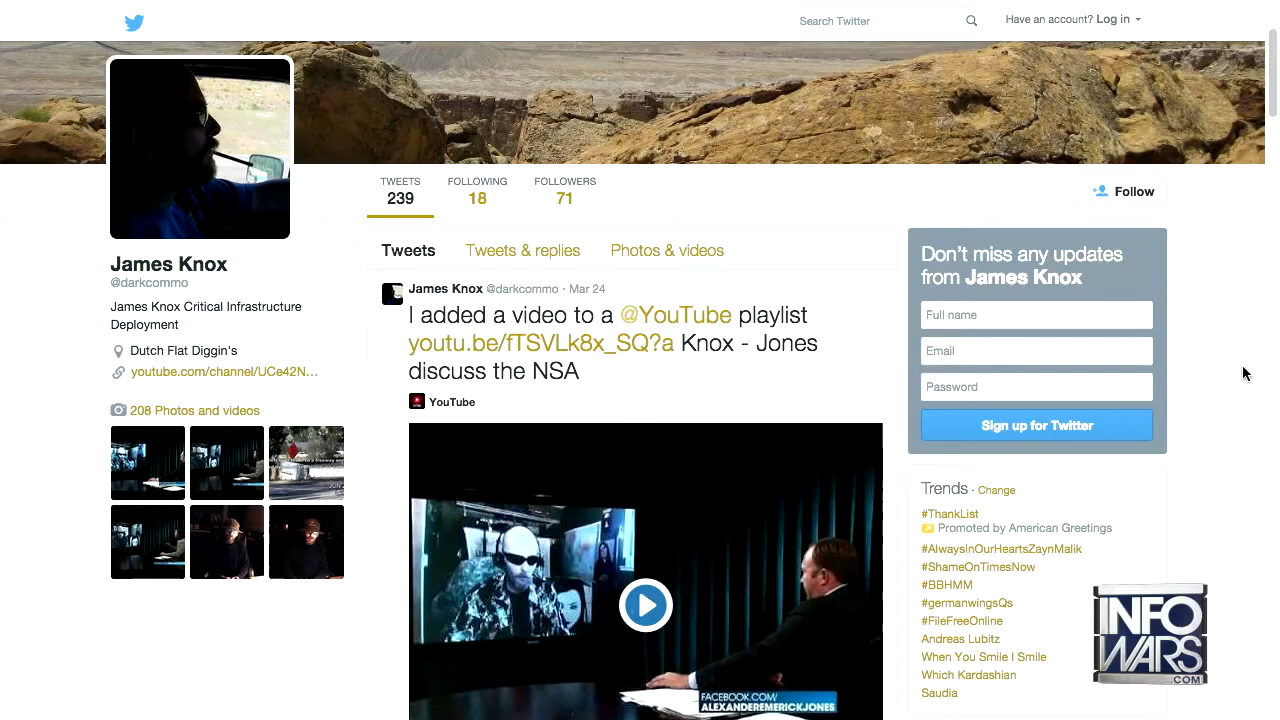 Search Twitter
Have an account? Log in
TWEETS
239
FOLLOWING
18
FOLLOWERS
71
Follow
James Knox
@darkcommo
James Knox Critical Infrastructure
Deployment
Dutch Flat Diggin's
youtube.com/channel/UCe42N...
208 Photos and videos
Tweets
Tweets & replies
Photos & videos
James Knox @darkcommo · Mar 24
I added a video to a @YouTube playlist
youtu.be/fTSVLk8x_SQ?a Knox - Jones
discuss the NSA
YouTube
FACEBOOK.COM/
ALEXANDEREMERICKJONES
Don't miss any updates
from James Knox
Full name
Email
Password
Sign up for Twitter
Trends · Change
#ThankList
Promoted by American Greetings
#AlwaysInOurHeartsZaynMalik
#ShameOnTimesNow
#BBHMM
#germanwingsQs
#FileFreeOnline
Andreas Lubitz
When You Smile I Smile
Which Kardashian
Saudia
INFO
WARS
.COM